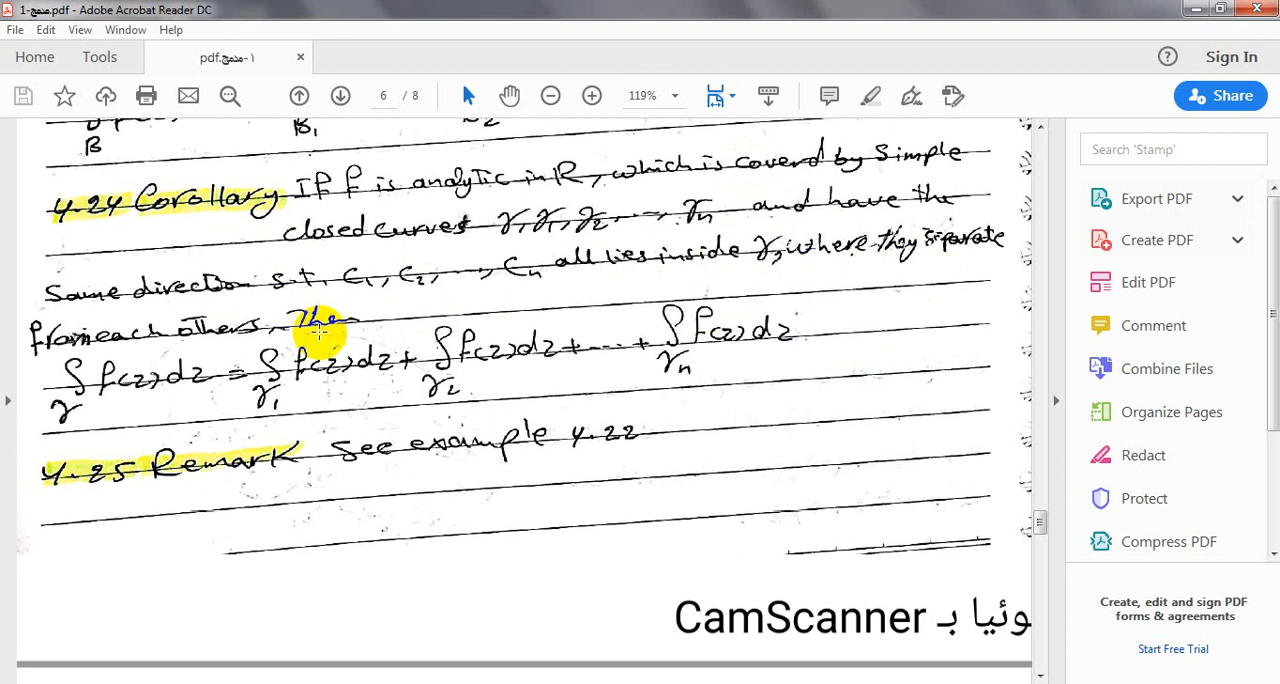 1-مدمج.pdf - Adobe Acrobat Reader DC
File Edit View Window Help
Home Tools ١-مدمج.pdf × Sign In
6 / 8 119% Share
B B₁
4.24 Corollary If f is analytic in R, which is coverd by simple
closed curves γ, γ₁, γ₂, ..., γn and have the
Same direction s.t. C₁, C₂, ..., Cn all lies inside γ, where they separate
from each others, Then
∫γ f(z)dz = ∫γ₁ f(z)dz + ∫γ₂ f(z)dz + ... + ∫γn f(z)dz
4.25 Remark See example 4.22
وئيا بـ CamScanner
Search 'Stamp'
Export PDF
Create PDF
Edit PDF
Comment
Combine Files
Organize Pages
Redact
Protect
Compress PDF
Create, edit and sign PDF
forms & agreements
Start Free Trial